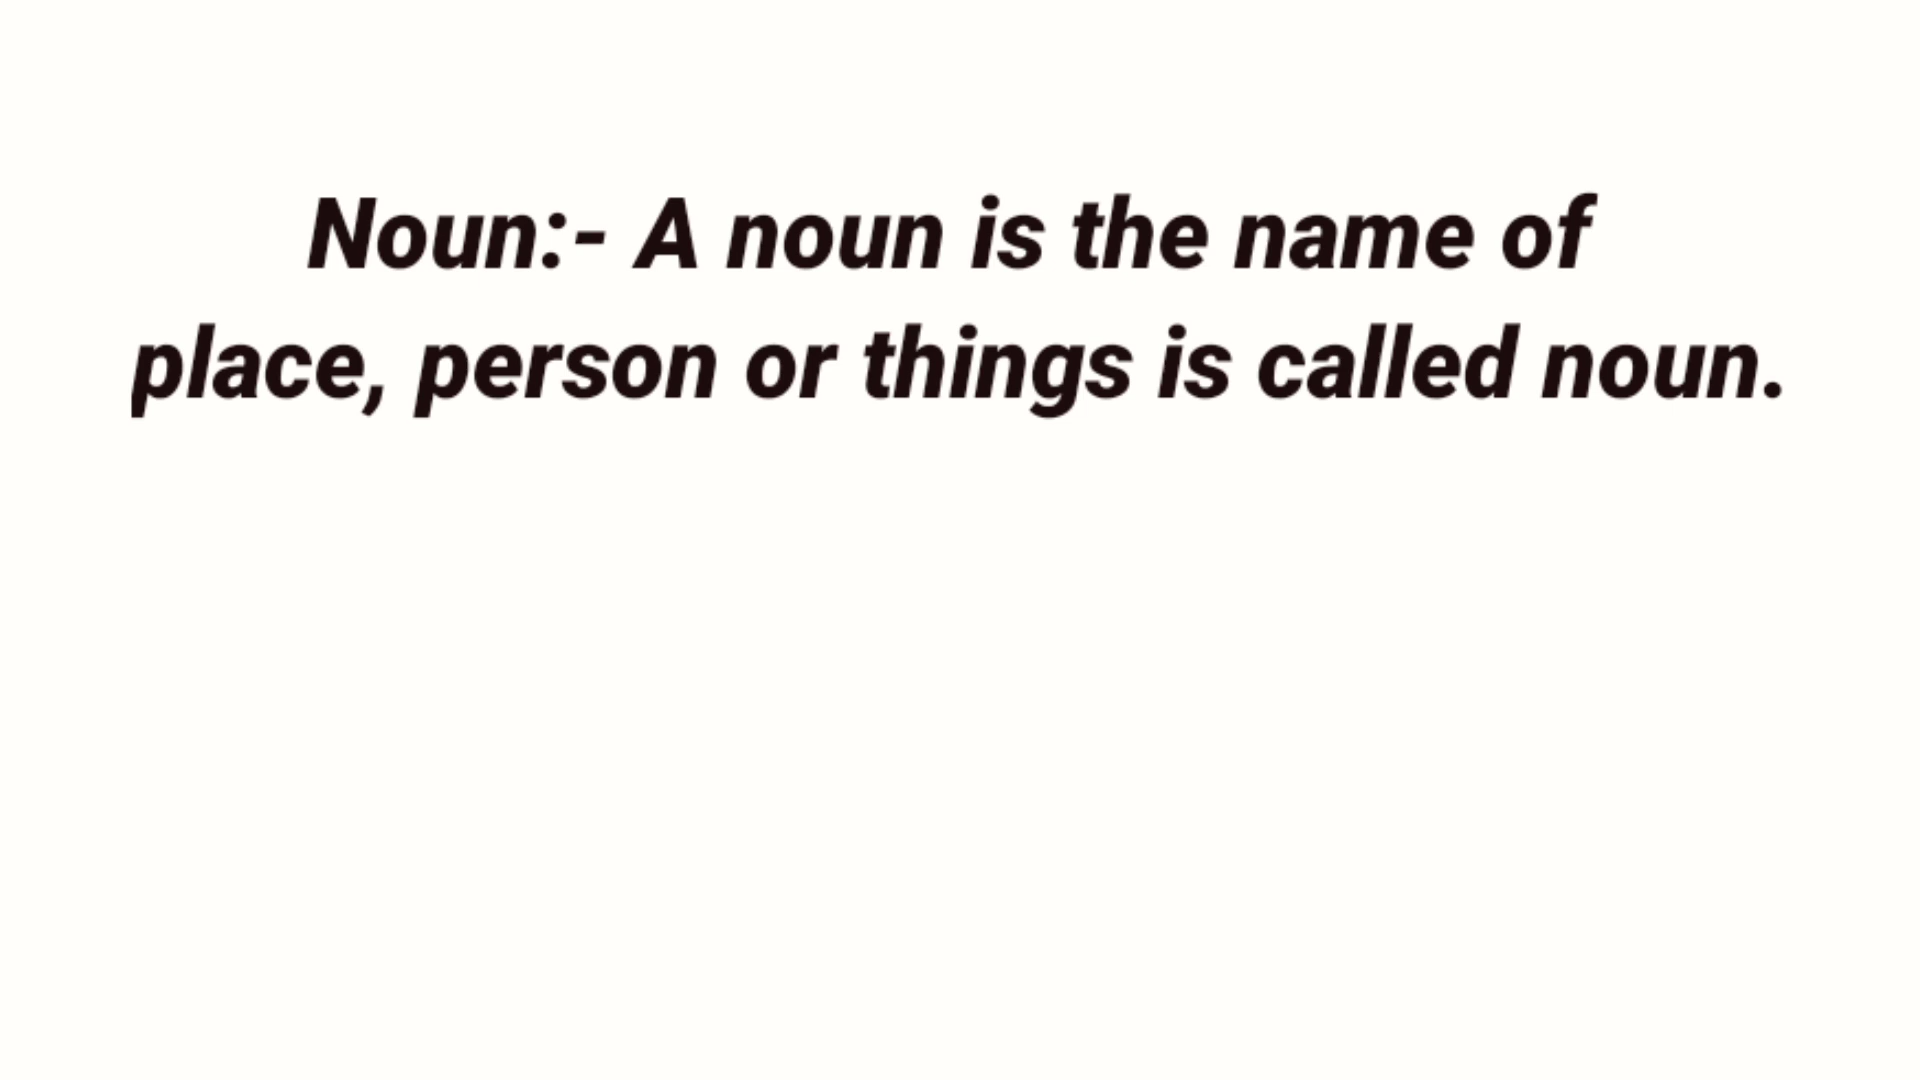 Noun:- A noun is the name of
place, person or things is called noun.